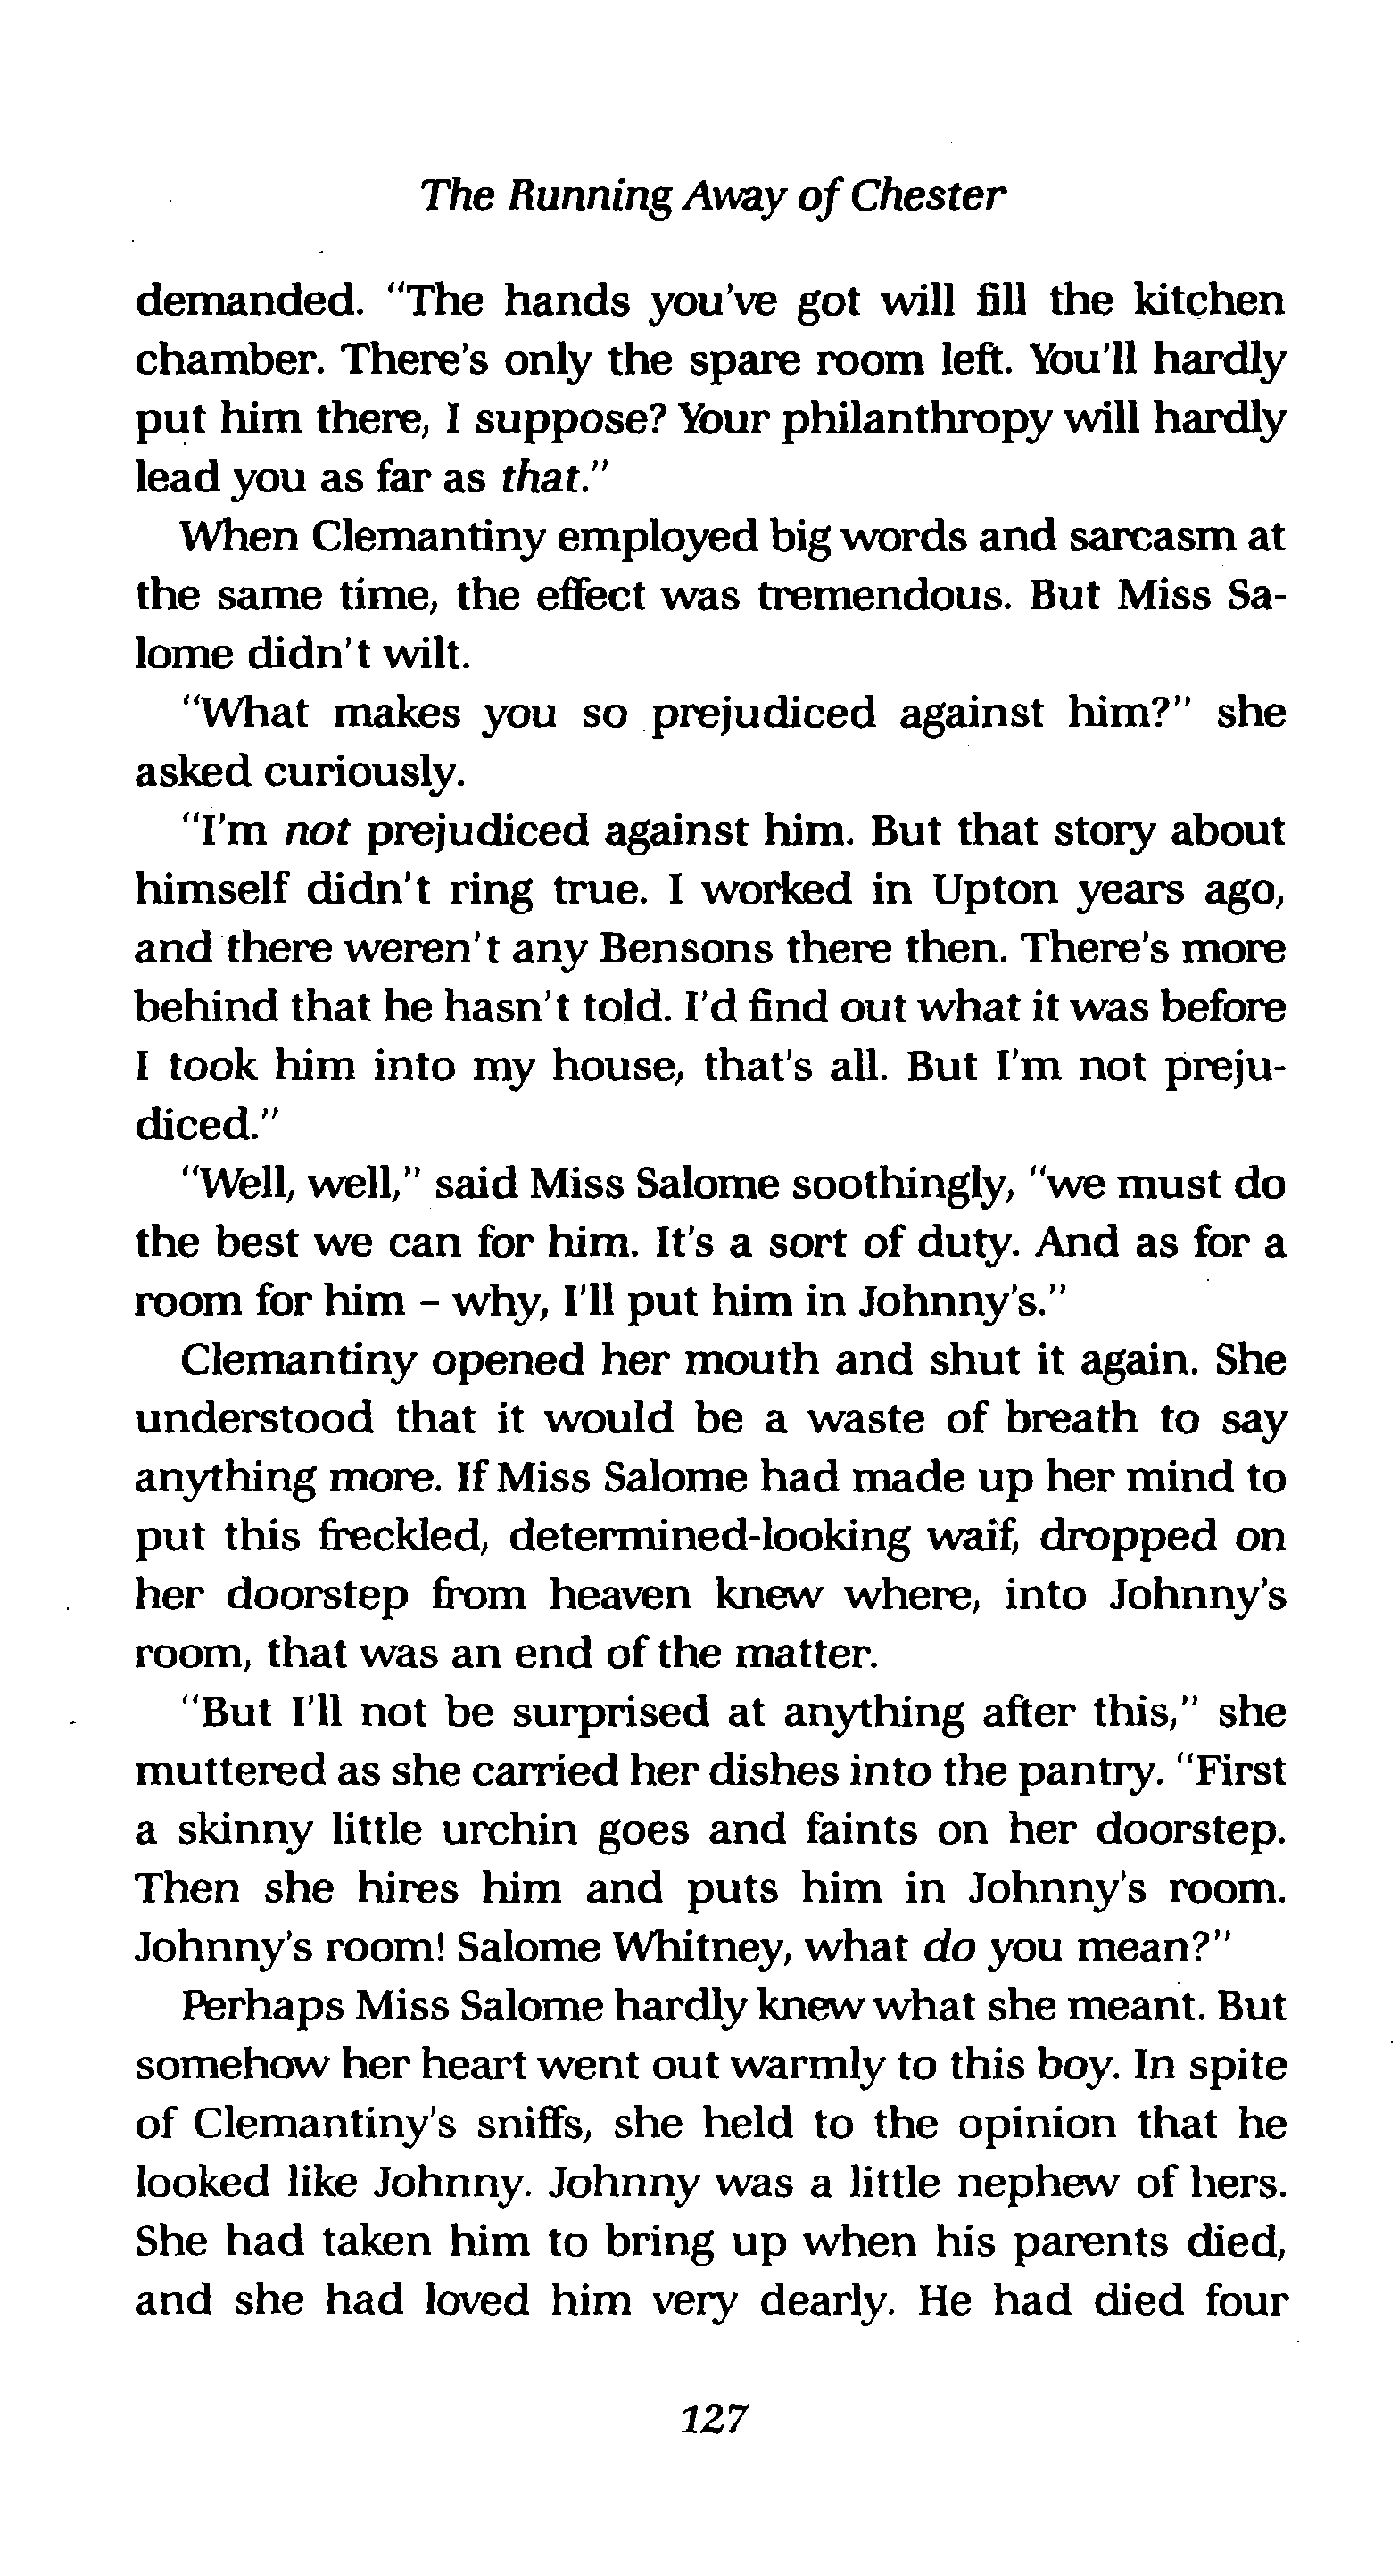 The Running Away of Chester
demanded. "The hands you've got will fill the kitchen
chamber. There's only the spare room left. You'll hardly
put him there, I suppose? Your philanthropy will hardly
lead you as far as that."
When Clemantiny employed big words and sarcasm at
the same time, the effect was tremendous. But Miss Sa-
lome didn't wilt.
"What makes you so prejudiced against him?" she
asked curiously.
"I'm not prejudiced against him. But that story about
himself didn't ring true. I worked in Upton years ago,
and there weren't any Bensons there then. There's more
behind that he hasn't told. I'd find out what it was before
I took him into my house, that's all. But I'm not preju-
diced."
"Well, well," said Miss Salome soothingly, "we must do
the best we can for him. It's a sort of duty. And as for a
room for him – why, I'll put him in Johnny's."
Clemantiny opened her mouth and shut it again. She
understood that it would be a waste of breath to say
anything more. If Miss Salome had made up her mind to
put this freckled, determined-looking waif, dropped on
her doorstep from heaven knew where, into Johnny's
room, that was an end of the matter.
"But I'll not be surprised at anything after this," she
muttered as she carried her dishes into the pantry. "First
a skinny little urchin goes and faints on her doorstep.
Then she hires him and puts him in Johnny's room.
Johnny's room! Salome Whitney, what do you mean?"
Perhaps Miss Salome hardly knew what she meant. But
somehow her heart went out warmly to this boy. In spite
of Clemantiny's sniffs, she held to the opinion that he
looked like Johnny. Johnny was a little nephew of hers.
She had taken him to bring up when his parents died,
and she had loved him very dearly. He had died four
127